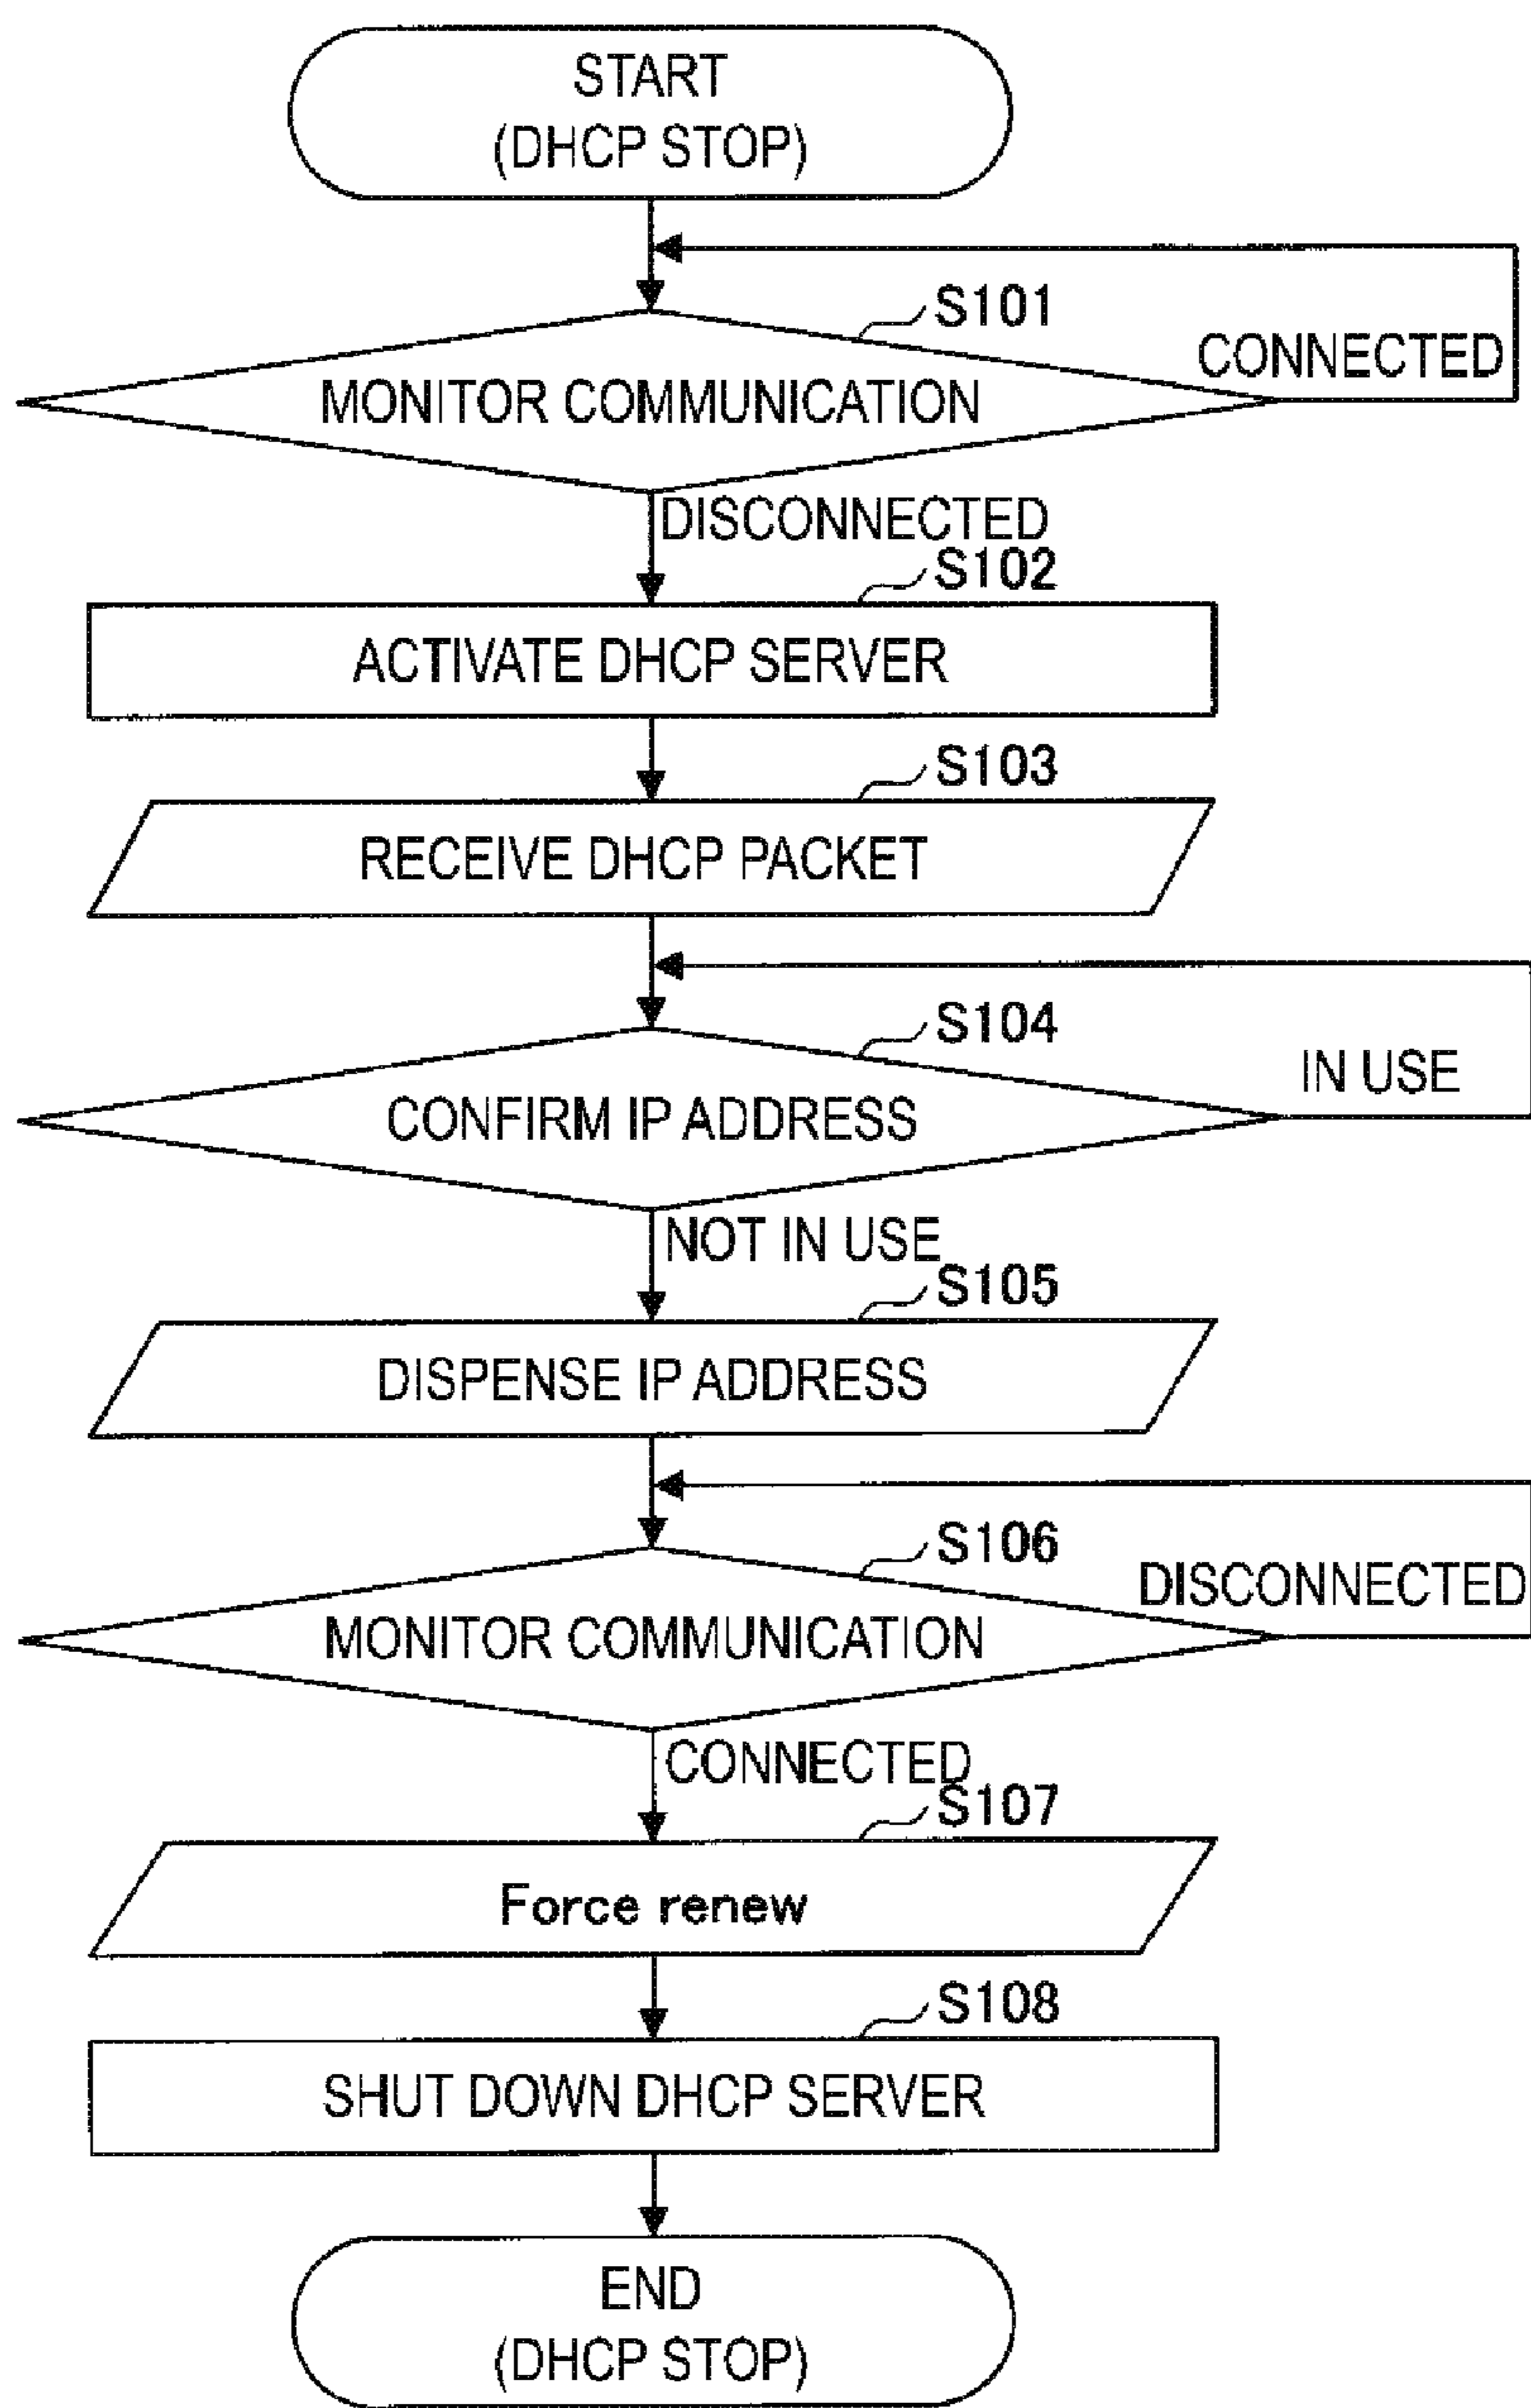 START
(DHCP STOP)
S101
CONNECTED
MONITOR COMMUNICATION
DISCONNECTED
S102
ACTIVATE DHCP SERVER
S103
RECEIVE DHCP PACKET
S104
IN USE
CONFIRM IP ADDRESS
NOT IN USE
S105
DISPENSE IP ADDRESS
S106
DISCONNECTED
MONITOR COMMUNICATION
CONNECTED
S107
Force renew
S108
SHUT DOWN DHCP SERVER
END
(DHCP STOP)